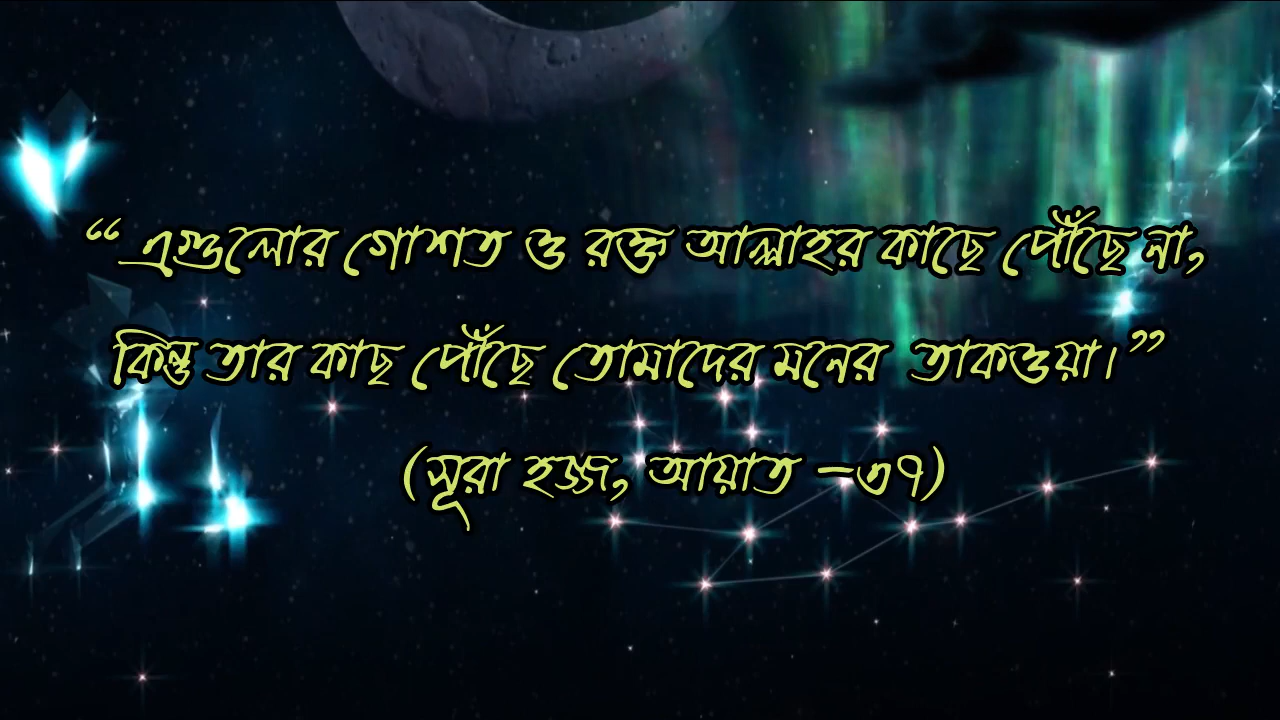 “ এগুলোর গোশত ও রক্ত আল্লাহর কাছে পৌঁছে না,
কিন্তু তার কাছ পৌঁছে তোমাদের মনের তাকওয়া।”
(সূরা হজ্জ, আয়াত –৩৭)